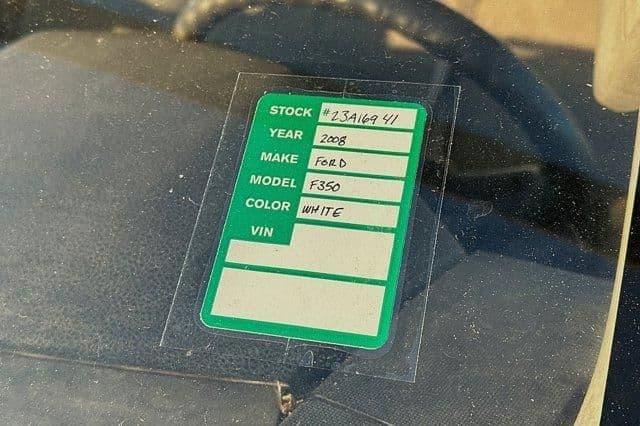 STOCK #23A16941
YEAR 2008
MAKE FORD
MODEL F350
COLOR WHITE
VIN